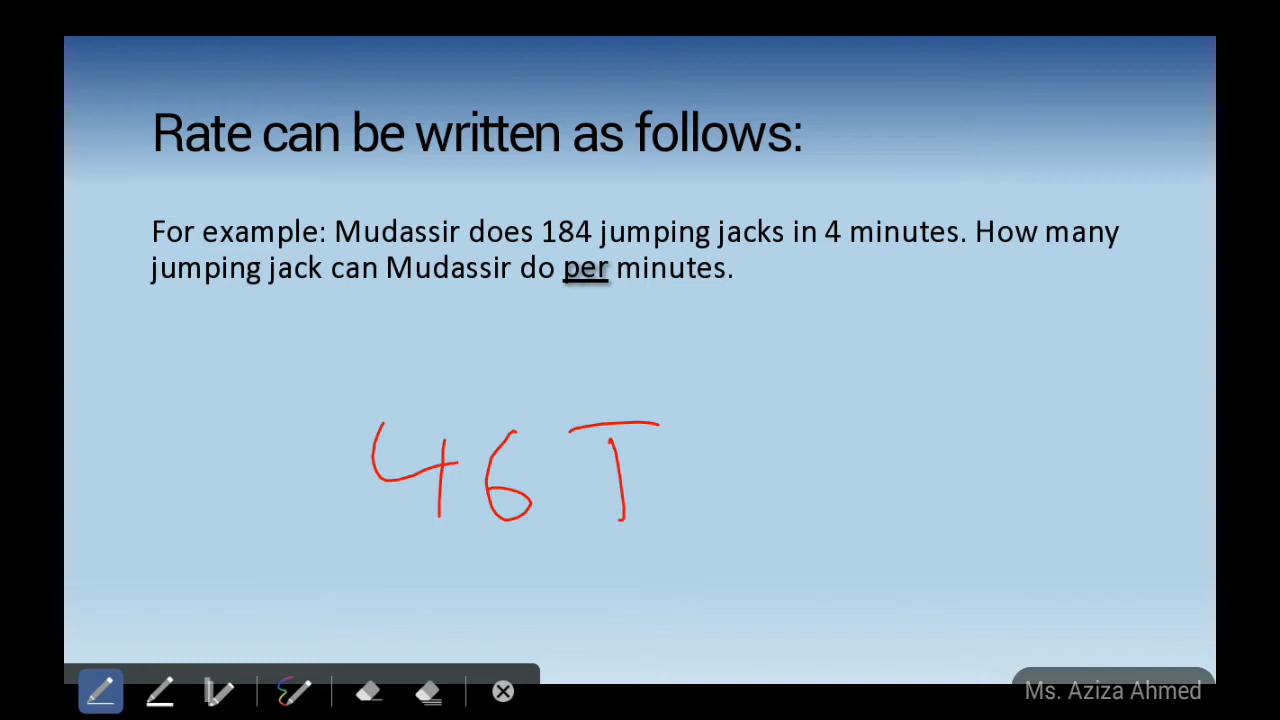 Rate can be written as follows:
For example: Mudassir does 184 jumping jacks in 4 minutes. How many
jumping jack can Mudassir do per minutes.
46 T
Ms. Aziza Ahmed